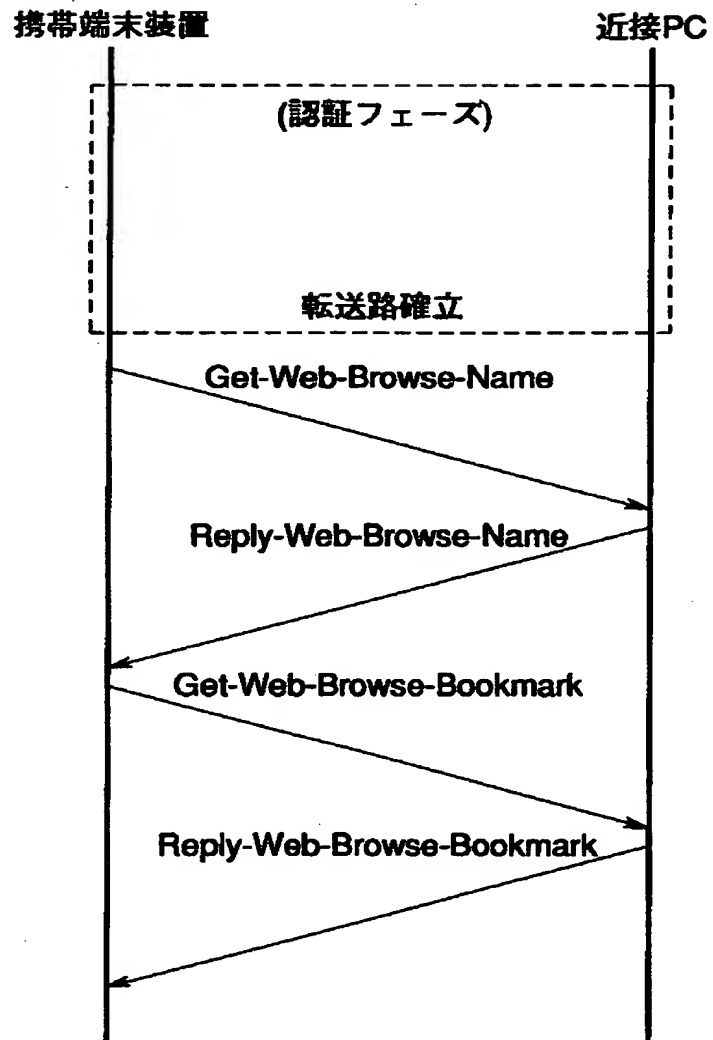 携帯端末装置
近接PC
(認証フェーズ)
転送路確立
Get-Web-Browse-Name
Reply-Web-Browse-Name
Get-Web-Browse-Bookmark
Reply-Web-Browse-Bookmark